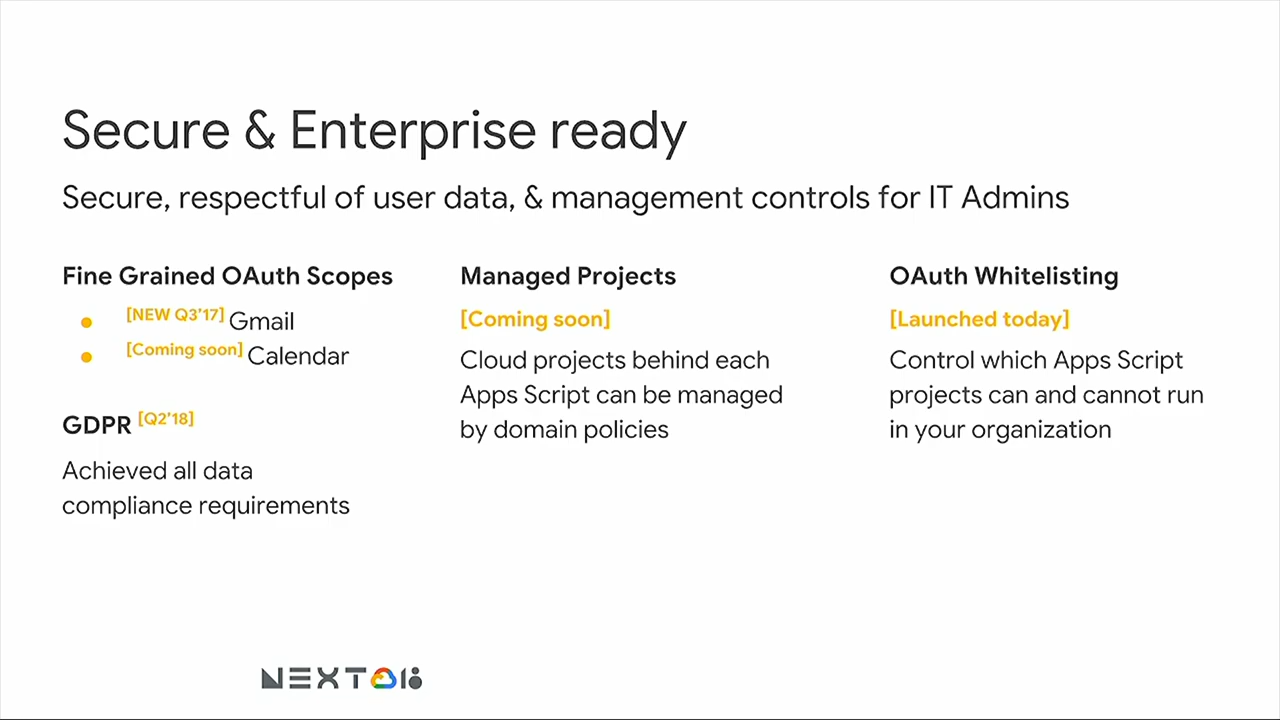 Secure & Enterprise ready
Secure, respectful of user data, & management controls for IT Admins
Fine Grained OAuth Scopes
[NEW Q3'17] Gmail
[Coming soon] Calendar
GDPR [Q2'18]
Achieved all data
compliance requirements
Managed Projects
[Coming soon]
Cloud projects behind each
Apps Script can be managed
by domain policies
OAuth Whitelisting
[Launched today]
Control which Apps Script
projects can and cannot run
in your organization
NEXT 18